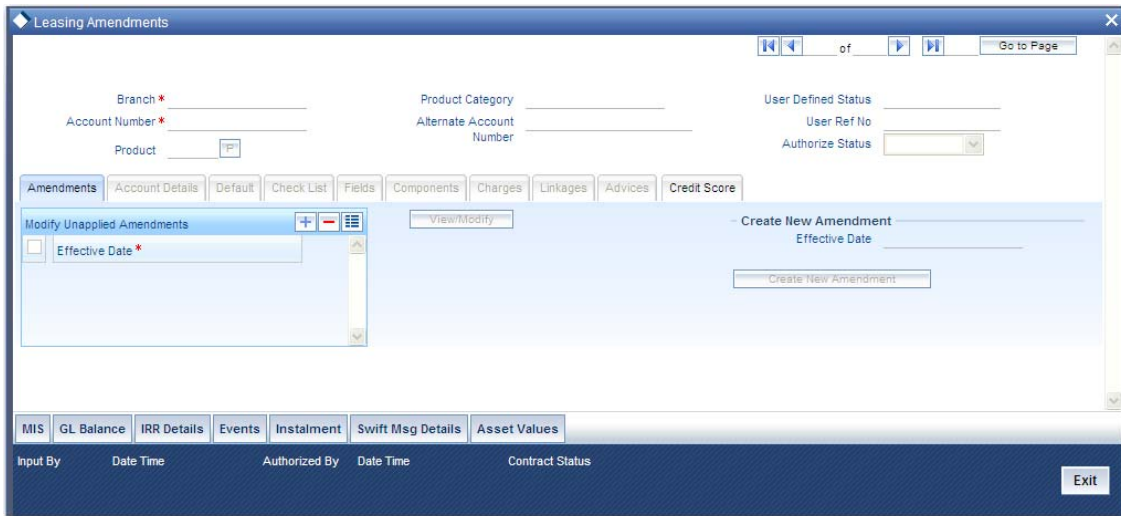 Leasing Amendments
of Go to Page
Branch * Product Category User Defined Status
Account Number * Alternate Account Number User Ref No
Product P Authorize Status
Amendments Account Details Default Check List Fields Components Charges Linkages Advices Credit Score
Modify Unapplied Amendments View/Modify Create New Amendment
Effective Date * Effective Date
Create New Amendment
MIS GL Balance IRR Details Events Instalment Swift Msg Details Asset Values
Input By Date Time Authorized By Date Time Contract Status
Exit